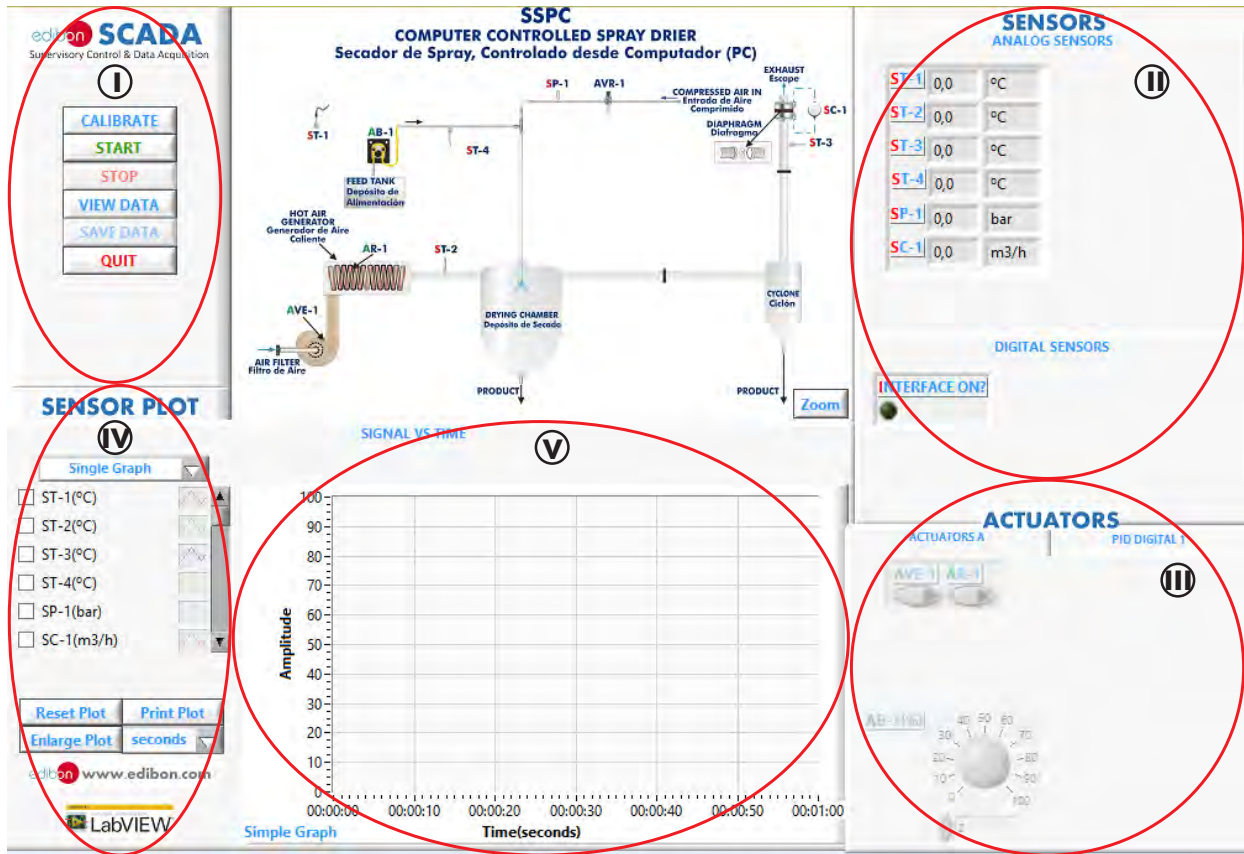 edibon SCADA
Supervisory Control & Data Acquisition
I
CALIBRATE
START
STOP
VIEW DATA
SAVE DATA
QUIT
SSPC
COMPUTER CONTROLLED SPRAY DRIER
Secador de Spray, Controlado desde Computador (PC)
SP-1
AVR-1
COMPRESSED AIR IN
Entrada de Aire
Comprimido
EXHAUST
Escape
SC-1
DIAPHRAGM
Diafragma
ST-3
ST-1
AB-1
ST-4
FEED TANK
Depósito de
Alimentación
HOT AIR
GENERATOR
Generador de Aire
Caliente
AR-1
ST-2
AVE-1
AIR FILTER
Filtro de Aire
DRYING CHAMBER
Depósito de Secado
CYCLONE
Ciclón
PRODUCT
PRODUCT
Zoom
SENSORS
ANALOG SENSORS
II
ST-1 0,0 ºC
ST-2 0,0 ºC
ST-3 0,0 ºC
ST-4 0,0 ºC
SP-1 0,0 bar
SC-1 0,0 m3/h
DIGITAL SENSORS
INTERFACE ON?
SENSOR PLOT
IV
Single Graph
ST-1(ºC)
ST-2(ºC)
ST-3(ºC)
ST-4(ºC)
SP-1(bar)
SC-1(m3/h)
Reset Plot Print Plot
Enlarge Plot seconds
edibon www.edibon.com
LabVIEW
SIGNAL VS TIME
V
100
90
80
70
60
50
40
30
20
10
0
Amplitude
00:00:00 00:00:10 00:00:20 00:00:30 00:00:40 00:00:50 00:01:00
Simple Graph Time(seconds)
ACTUATORS
ACTUATORS A PID DIGITAL 1
III
AVE-1 AR-1
0 10 20 30 40 50 60 70 80 90 100